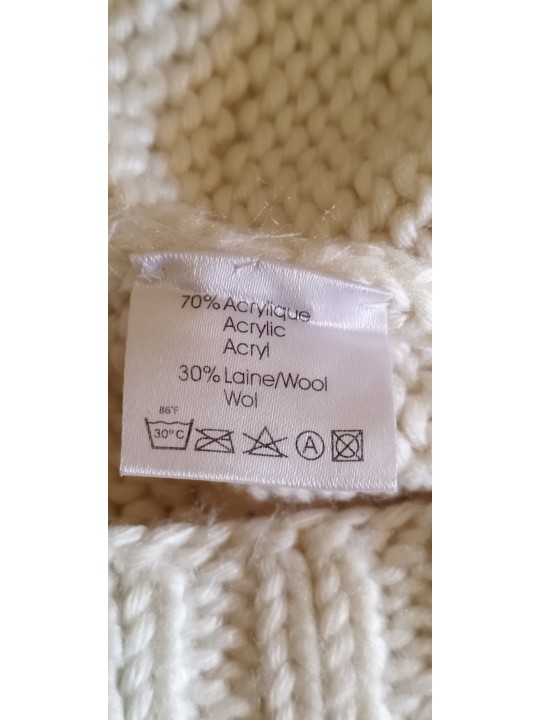 70% Acrylique
Acrylic
Acryl
30% Laine/Wool
Wol
86°F
30°C
A